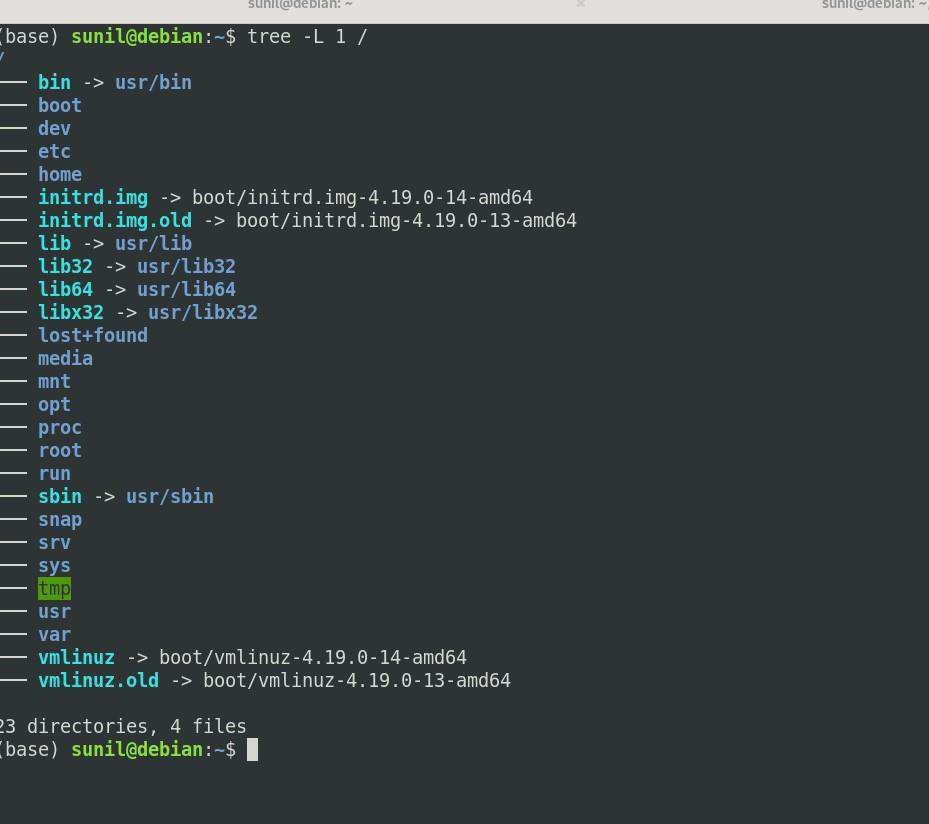 sunil@debian: ~ × sunil@debian: ~
(base) sunil@debian:~$ tree -L 1 /
/
── bin -> usr/bin
── boot
── dev
── etc
── home
── initrd.img -> boot/initrd.img-4.19.0-14-amd64
── initrd.img.old -> boot/initrd.img-4.19.0-13-amd64
── lib -> usr/lib
── lib32 -> usr/lib32
── lib64 -> usr/lib64
── libx32 -> usr/libx32
── lost+found
── media
── mnt
── opt
── proc
── root
── run
── sbin -> usr/sbin
── snap
── srv
── sys
── tmp
── usr
── var
── vmlinuz -> boot/vmlinuz-4.19.0-14-amd64
── vmlinuz.old -> boot/vmlinuz-4.19.0-13-amd64
23 directories, 4 files
(base) sunil@debian:~$